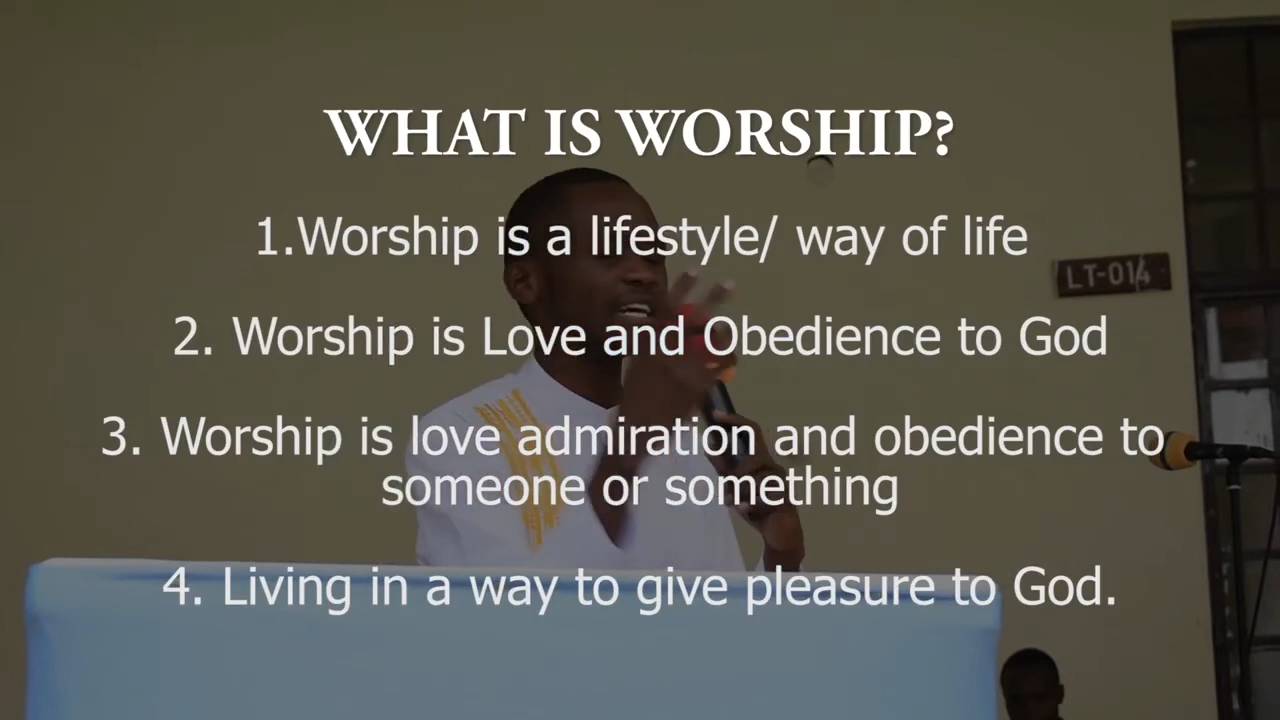 WHAT IS WORSHIP?
1.Worship is a lifestyle/ way of life
LT-014
2. Worship is Love and Obedience to God
3. Worship is love admiration and obedience to
someone or something
4. Living in a way to give pleasure to God.